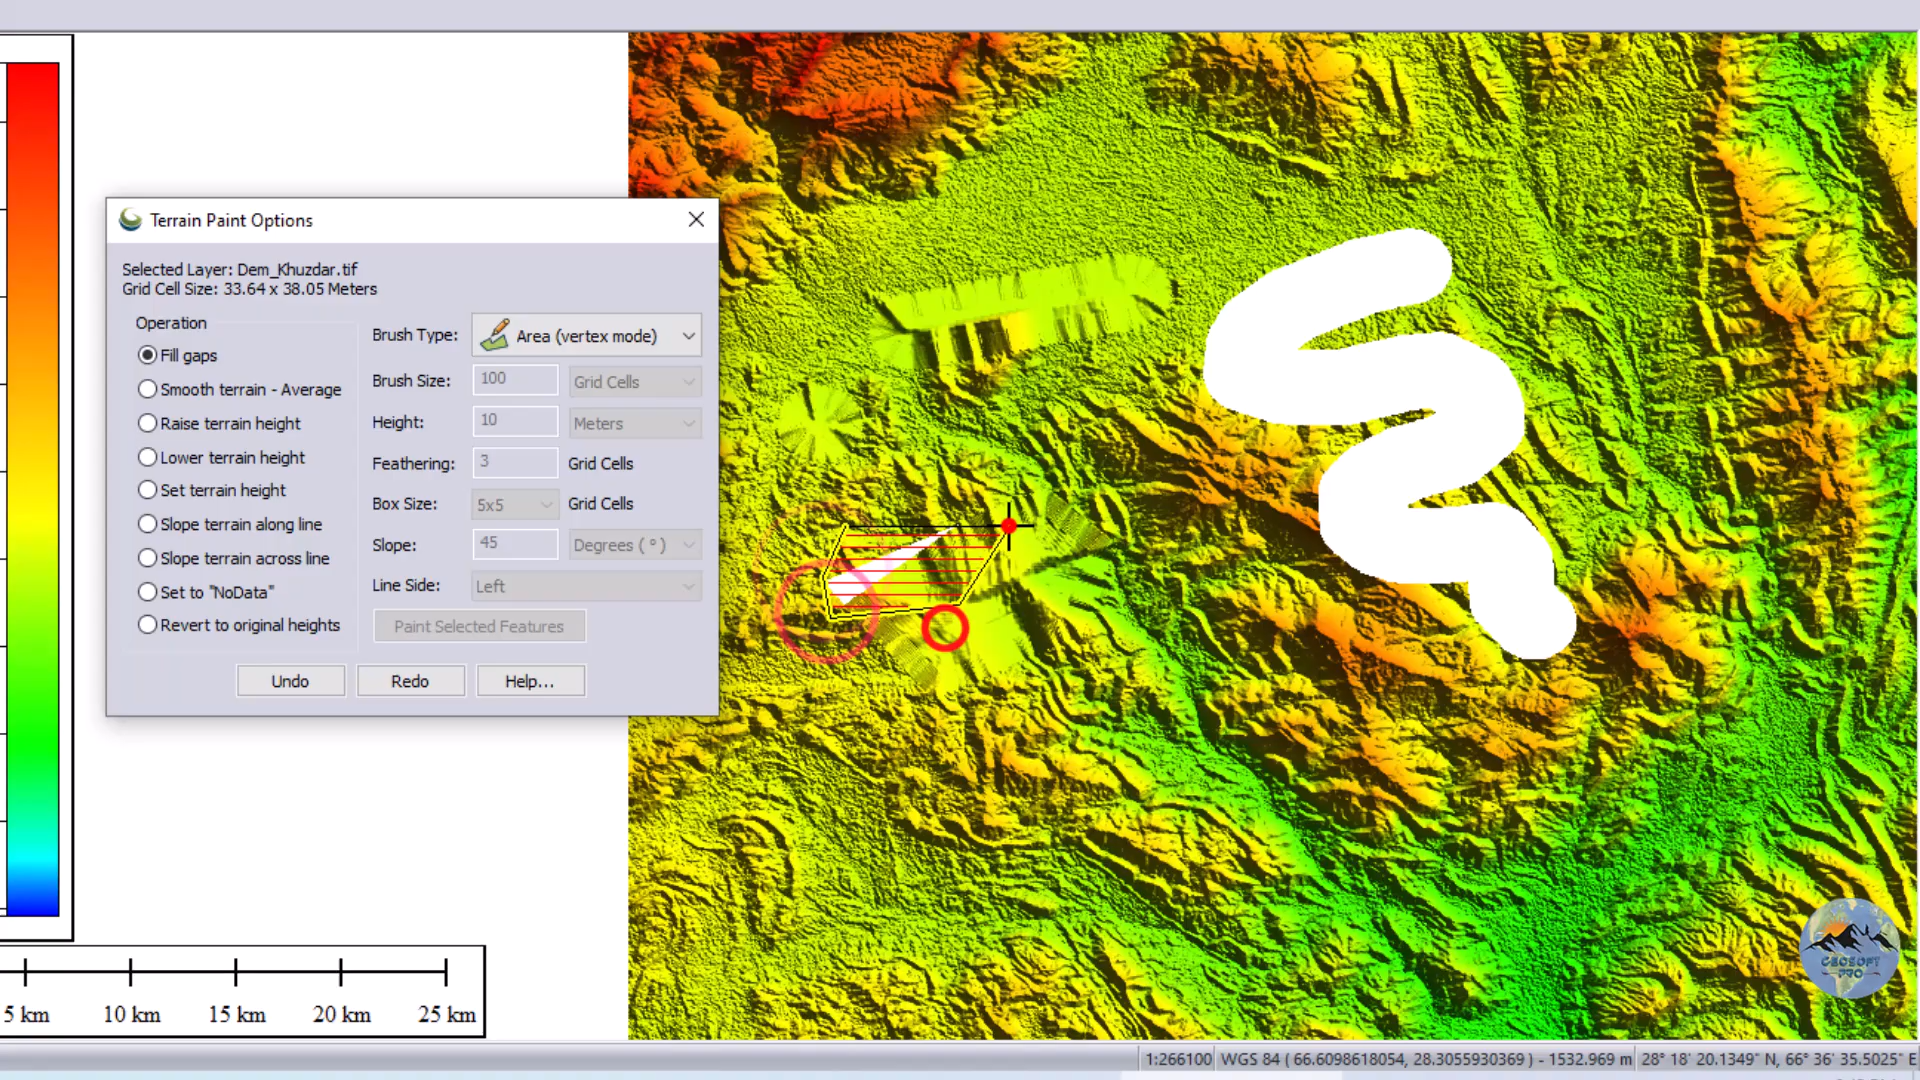 Terrain Paint Options
Selected Layer: Dem_Khuzdar.tif
Grid Cell Size: 33.64 x 38.05 Meters
Operation
Fill gaps
Smooth terrain - Average
Raise terrain height
Lower terrain height
Set terrain height
Slope terrain along line
Slope terrain across line
Set to "NoData"
Revert to original heights
Brush Type: Area (vertex mode)
Brush Size: 100 Grid Cells
Height: 10 Meters
Feathering: 3 Grid Cells
Box Size: 5x5 Grid Cells
Slope: 45 Degrees ( ° )
Line Side: Left
Paint Selected Features
Undo Redo Help...
5 km 10 km 15 km 20 km 25 km
GEOSOFT
PRO
1:266100 WGS 84 ( 66.6098618054, 28.3055930369 ) - 1532.969 m 28° 18' 20.1349" N, 66° 36' 35.5025" E